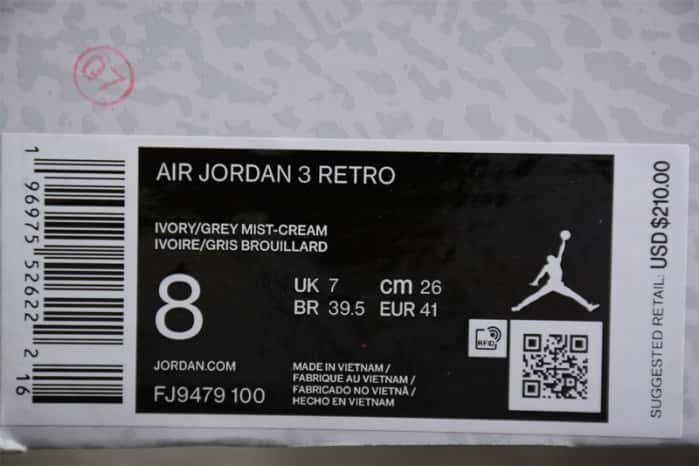 Q7
1 96975 52622 2 16
AIR JORDAN 3 RETRO
IVORY/GREY MIST-CREAM
IVOIRE/GRIS BROUILLARD
8
UK 7 cm 26
BR 39.5 EUR 41
JORDAN.COM
FJ9479 100
MADE IN VIETNAM /
FABRIQUE AU VIETNAM /
FABRICADO NO VIETNÃ /
HECHO EN VIETNAM
RFID
SUGGESTED RETAIL: USD $210.00